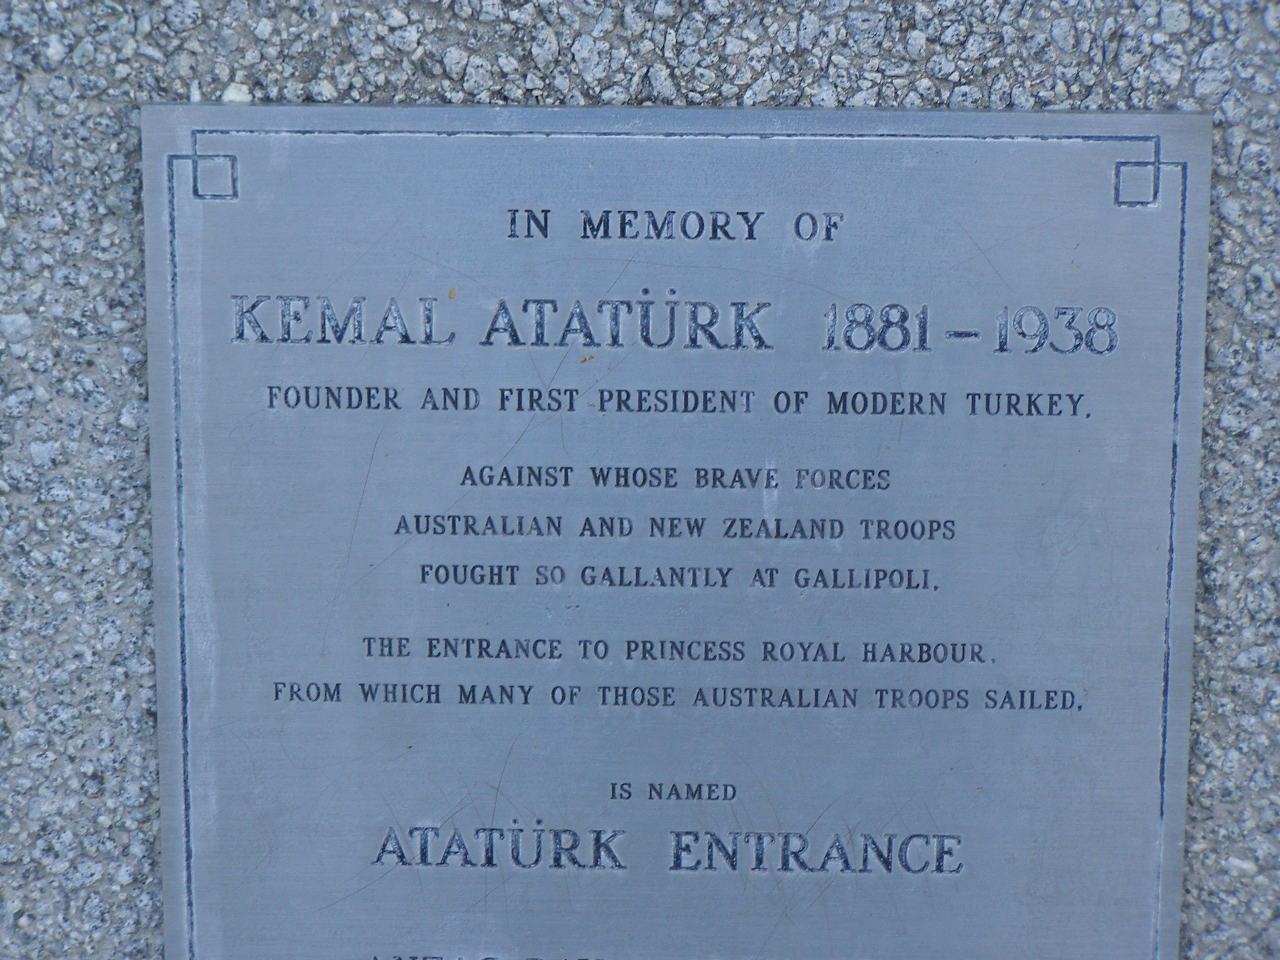 IN MEMORY OF
KEMAL ATATÜRK 1881–1938
FOUNDER AND FIRST PRESIDENT OF MODERN TURKEY,
AGAINST WHOSE BRAVE FORCES
AUSTRALIAN AND NEW ZEALAND TROOPS
FOUGHT SO GALLANTLY AT GALLIPOLI,
THE ENTRANCE TO PRINCESS ROYAL HARBOUR,
FROM WHICH MANY OF THOSE AUSTRALIAN TROOPS SAILED,
IS NAMED
ATATÜRK ENTRANCE